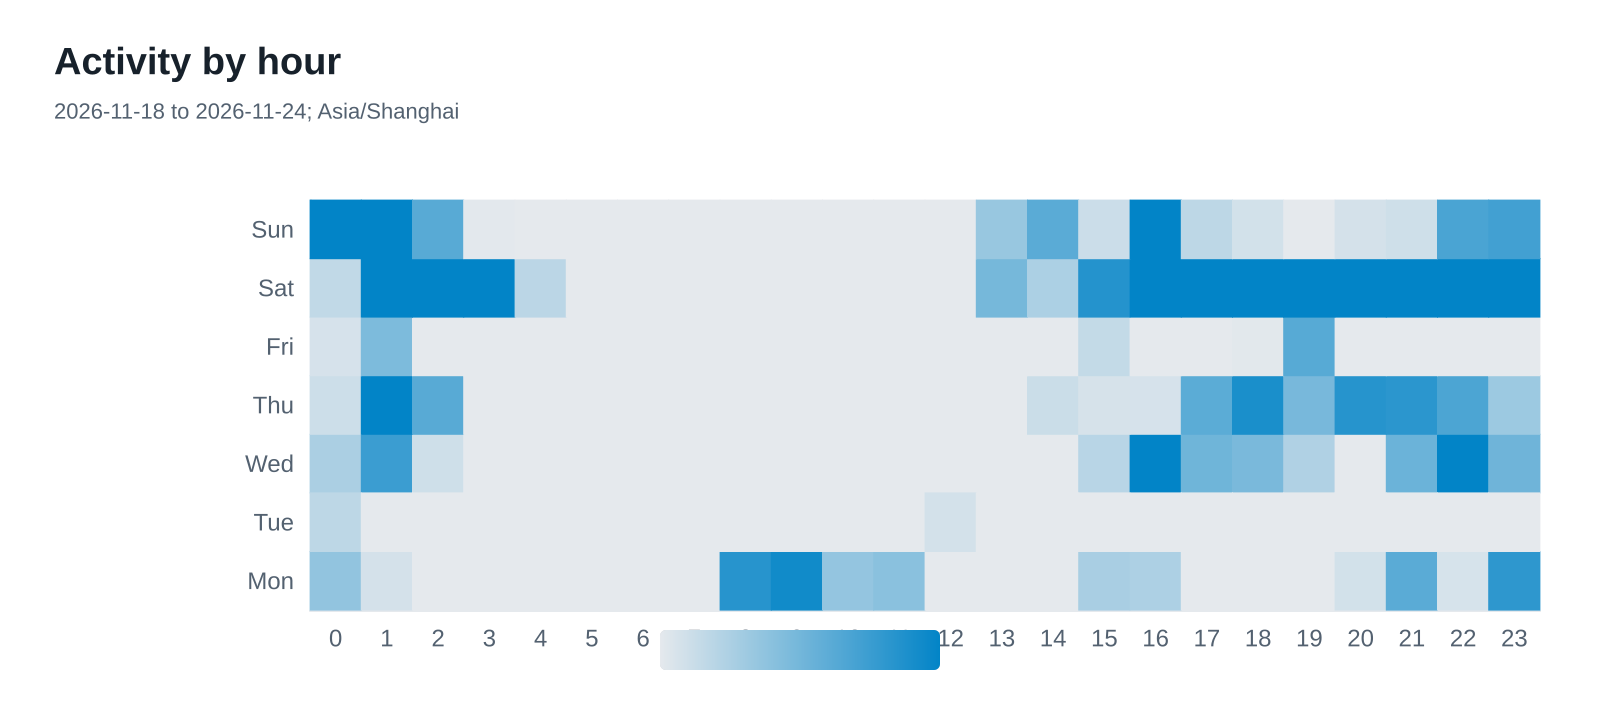 Activity by hour
2026-11-18 to 2026-11-24; Asia/Shanghai
Sun
Sat
Fri
Thu
Wed
Tue
Mon
0 1 2 3 4 5 6 12 13 14 15 16 17 18 19 20 21 22 23